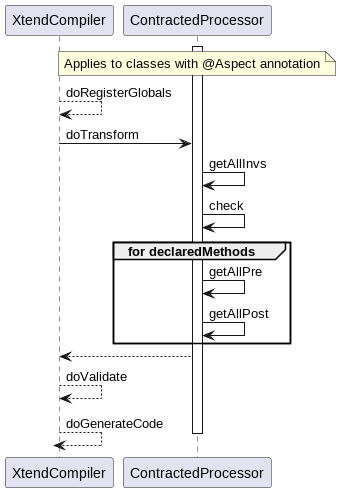 XtendCompiler
ContractedProcessor
Applies to classes with @Aspect annotation
doRegisterGlobals
doTransform
getAllInvs
check
for declaredMethods
getAllPre
getAllPost
doValidate
doGenerateCode
XtendCompiler
ContractedProcessor